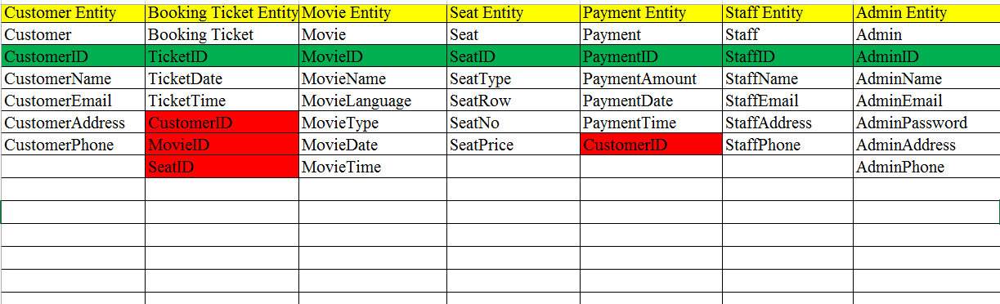 Customer Entity Booking Ticket Entity Movie Entity Seat Entity Payment Entity Staff Entity Admin Entity
Customer Booking Ticket Movie Seat Payment Staff Admin
CustomerID TicketID MovieID SeatID PaymentID StaffID AdminID
CustomerName TicketDate MovieName SeatType PaymentAmount StaffName AdminName
CustomerEmail TicketTime MovieLanguage SeatRow PaymentDate StaffEmail AdminEmail
CustomerAddress CustomerID MovieType SeatNo PaymentTime StaffAddress AdminPassword
CustomerPhone MovieID MovieDate SeatPrice CustomerID StaffPhone AdminAddress
SeatID MovieTime AdminPhone